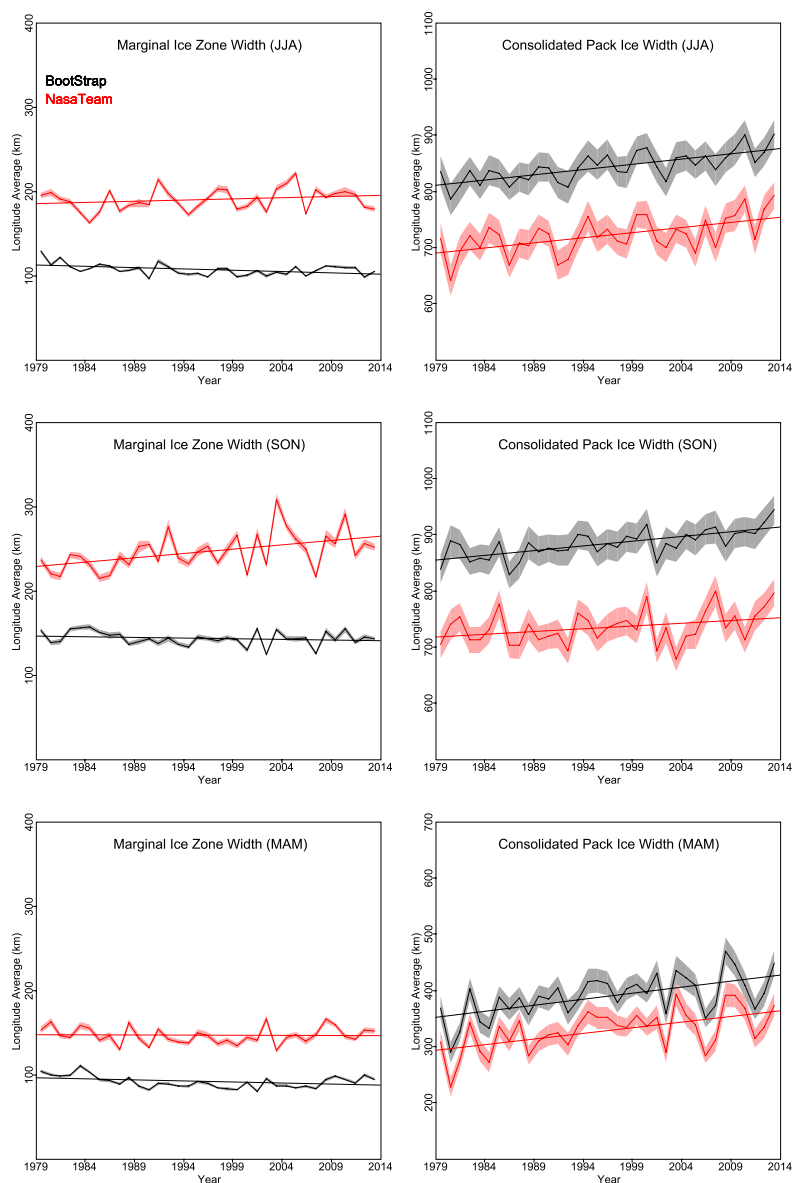 Marginal Ice Zone Width (JJA)
BootStrap
NasaTeam
Longitude Average (km)
400
300
200
100
1979 1984 1989 1994 1999 2004 2009 2014
Year
Consolidated Pack Ice Width (JJA)
Longitude Average (km)
1100
1000
900
800
700
600
1979 1984 1989 1994 1999 2004 2009 2014
Year
Marginal Ice Zone Width (SON)
Longitude Average (km)
400
300
200
100
1979 1984 1989 1994 1999 2004 2009 2014
Year
Consolidated Pack Ice Width (SON)
Longitude Average (km)
1100
1000
900
800
700
600
1979 1984 1989 1994 1999 2004 2009 2014
Year
Marginal Ice Zone Width (MAM)
Longitude Average (km)
400
300
200
100
1979 1984 1989 1994 1999 2004 2009 2014
Year
Consolidated Pack Ice Width (MAM)
Longitude Average (km)
700
600
500
400
300
200
1979 1984 1989 1994 1999 2004 2009 2014
Year